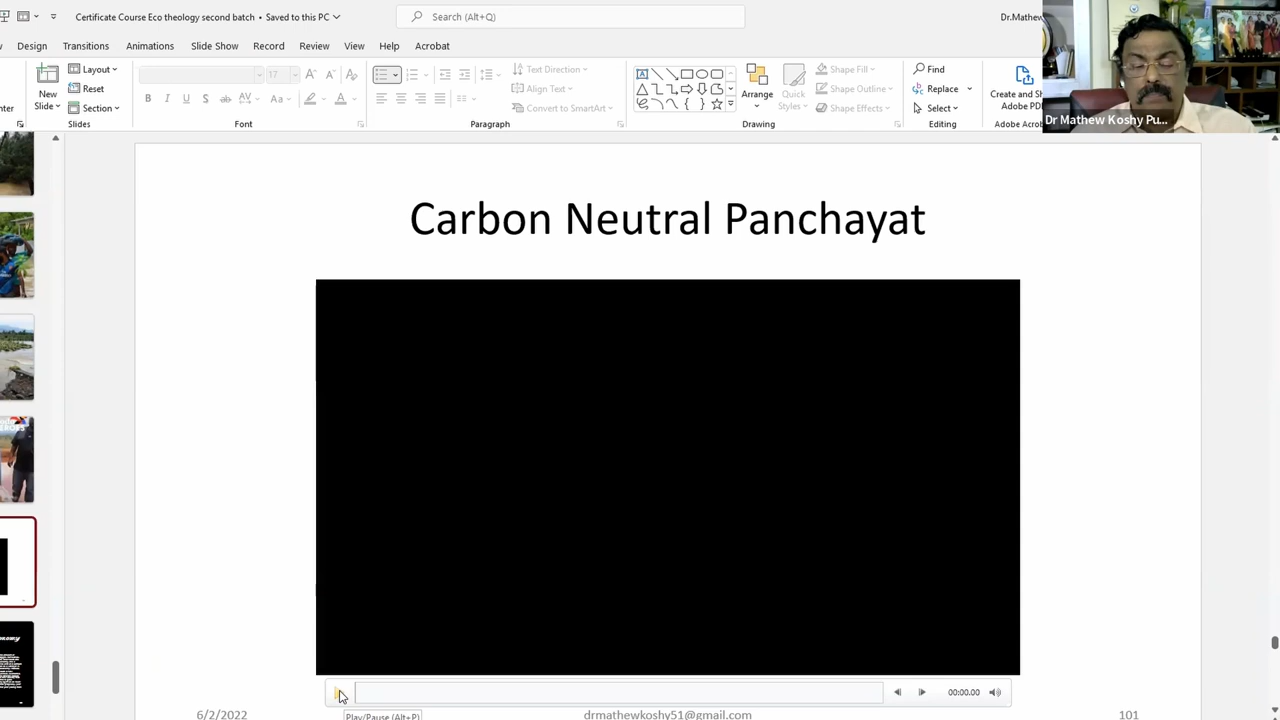 Certificate Course Eco theology second batch • Saved to this PC
Search (Alt+Q)
Dr.Mathew
Design Transitions Animations Slide Show Record Review View Help Acrobat
New Slide
Layout
Reset
Section
Slides
17
Font
Paragraph
Text Direction
Align Text
Convert to SmartArt
Arrange
Quick Styles
Shape Fill
Shape Outline
Shape Effects
Drawing
Find
Replace
Select
Editing
Create and Sh
Adobe PD
Adobe Acro
Dr Mathew Koshy Pu...
Carbon Neutral Panchayat
00:00.00
Play/Pause (Alt+P)
6/2/2022
drmathewkoshy51@gmail.com
101